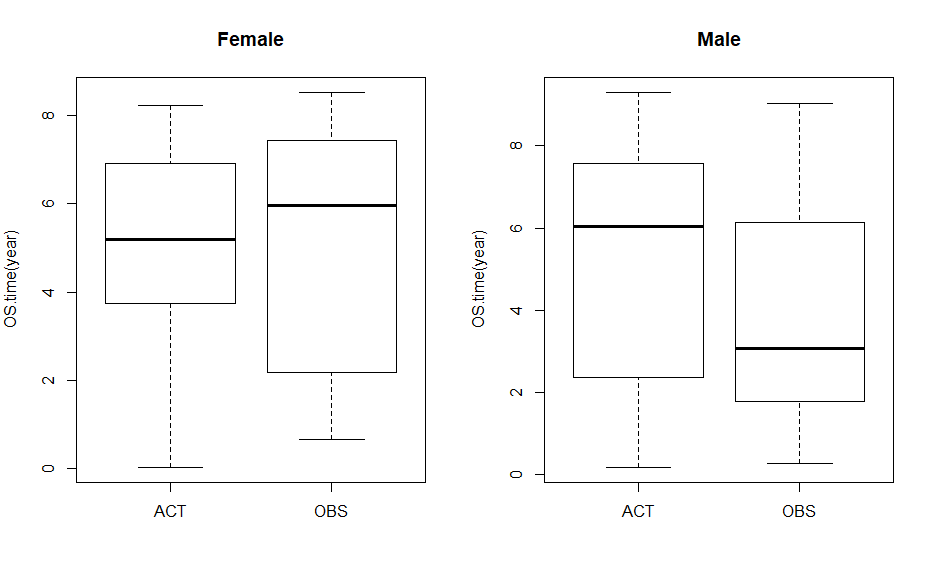 Female
Male
OS.time(year)
8
6
4
2
0
ACT
OBS
OS.time(year)
8
6
4
2
0
ACT
OBS